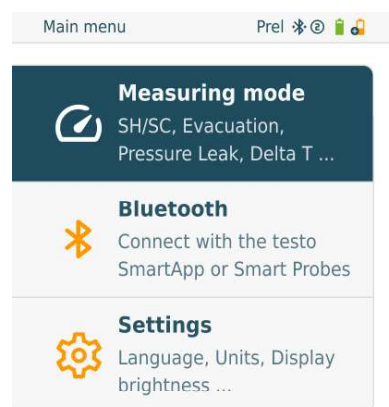 Main menu Prel ②
Measuring mode
SH/SC, Evacuation,
Pressure Leak, Delta T ...
Bluetooth
Connect with the testo
SmartApp or Smart Probes
Settings
Language, Units, Display
brightness ...